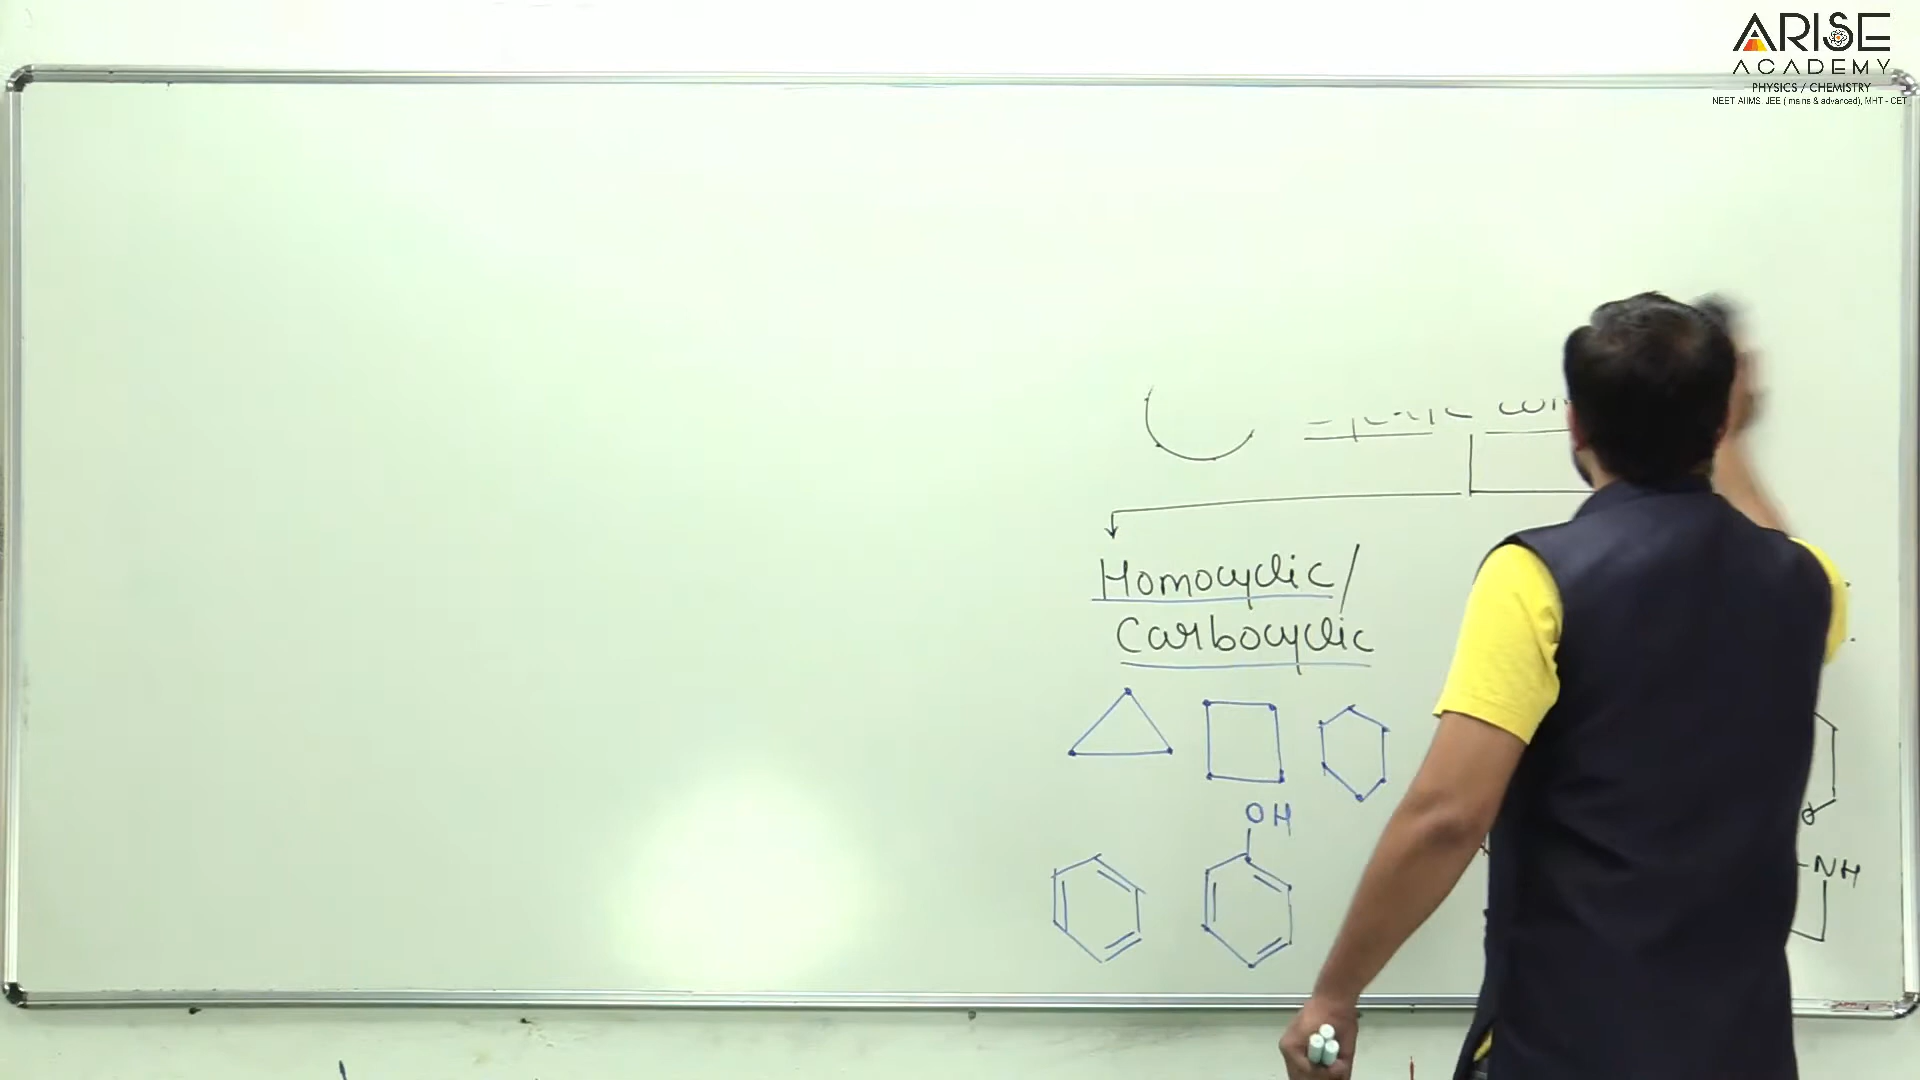 ARISE
ACADEMY
PHYSICS / CHEMISTRY
NEET AIIMS JEE ( mains & advanced), MHT - CET
Homocyclic/
Carbocyclic
OH
NH